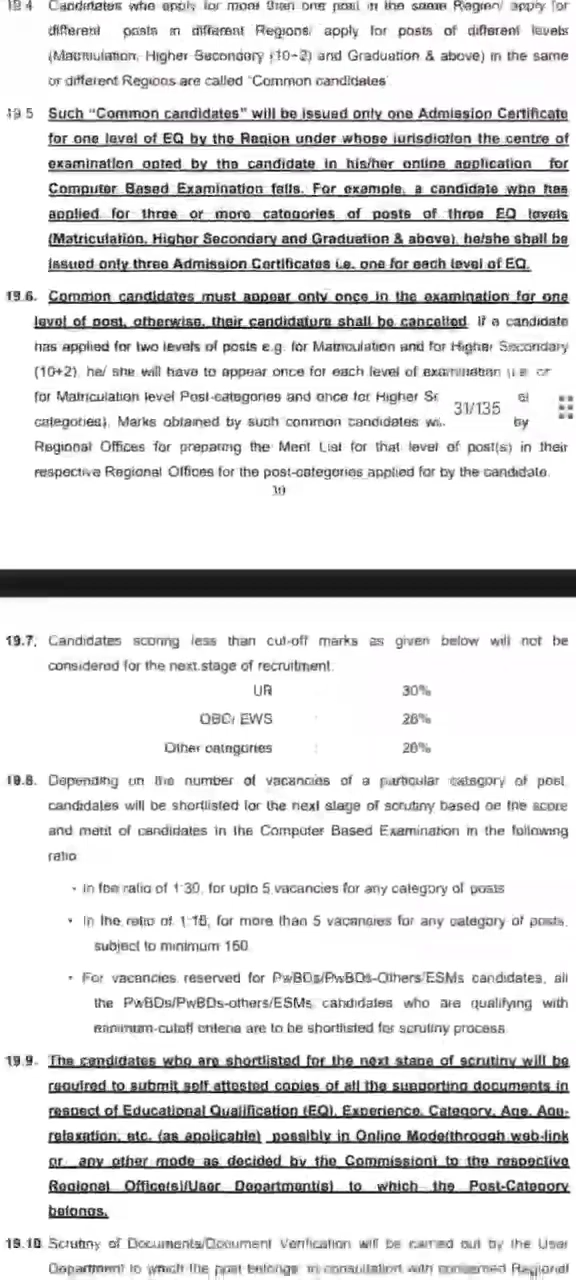 19.4 Candidates who apply for more than one post in the same Region/ apply for
different posts in different Regions/ apply for posts of different levels
(Matriculation, Higher Secondary (10+2) and Graduation & above) in the same
or different Regions are called "Common candidates"
19.5 Such "Common candidates" will be issued only one Admission Certificate
for one level of EQ by the Region under whose jurisdiction the centre of
examination opted by the candidate in his/her online application for
Computer Based Examination falls. For example, a candidate who has
applied for three or more categories of posts of three EQ levels
(Matriculation, Higher Secondary and Graduation & above), he/she shall be
issued only three Admission Certificates i.e. one for each level of EQ.
19.6. Common candidates must appear only once in the examination for one
level of post, otherwise, their candidature shall be cancelled. If a candidate
has applied for two levels of posts e.g. for Matriculation and for Higher Secondary
(10+2), he/ she will have to appear once for each level of examination (i.e.
for Matriculation level Post-categories and once for Higher
31/135
categories). Marks obtained by such common candidates by
Regional Offices for preparing the Merit List for that level of post(s) in their
respective Regional Offices for the post-categories applied for by the candidate.
30
19.7. Candidates scoring less than cut-off marks as given below will not be
considered for the next stage of recruitment:
UR 30%
OBC/ EWS : 25%
Other categories : 20%
19.8. Depending on the number of vacancies of a particular category of post,
candidates will be shortlisted for the next stage of scrutiny based on the score
and merit of candidates in the Computer Based Examination in the following
ratio
• In the ratio of 1:30, for upto 5 vacancies for any category of posts
• In the ratio of 1:15, for more than 5 vacancies for any category of posts,
subject to minimum 150.
• For vacancies reserved for PwBDs/PwBDs-Others/ESMs candidates, all
the PwBDs/PwBDs-others/ESMs candidates who are qualifying with
minimum-cutoff criteria are to be shortlisted for scrutiny process
19.9. The candidates who are shortlisted for the next stage of scrutiny will be
required to submit self attested copies of all the supporting documents in
respect of Educational Qualification (EQ), Experience, Category, Age, Age-
relaxation, etc. (as applicable) possibly in Online Mode(through web-link
or any other mode as decided by the Commission) to the respective
Regional Office(s)/User Department(s) to which the Post-Category
belongs.
19.10 Scrutiny of Documents/Document Verification will be carried out by the User
Department to which the post belongs in consultation with concerned Regional